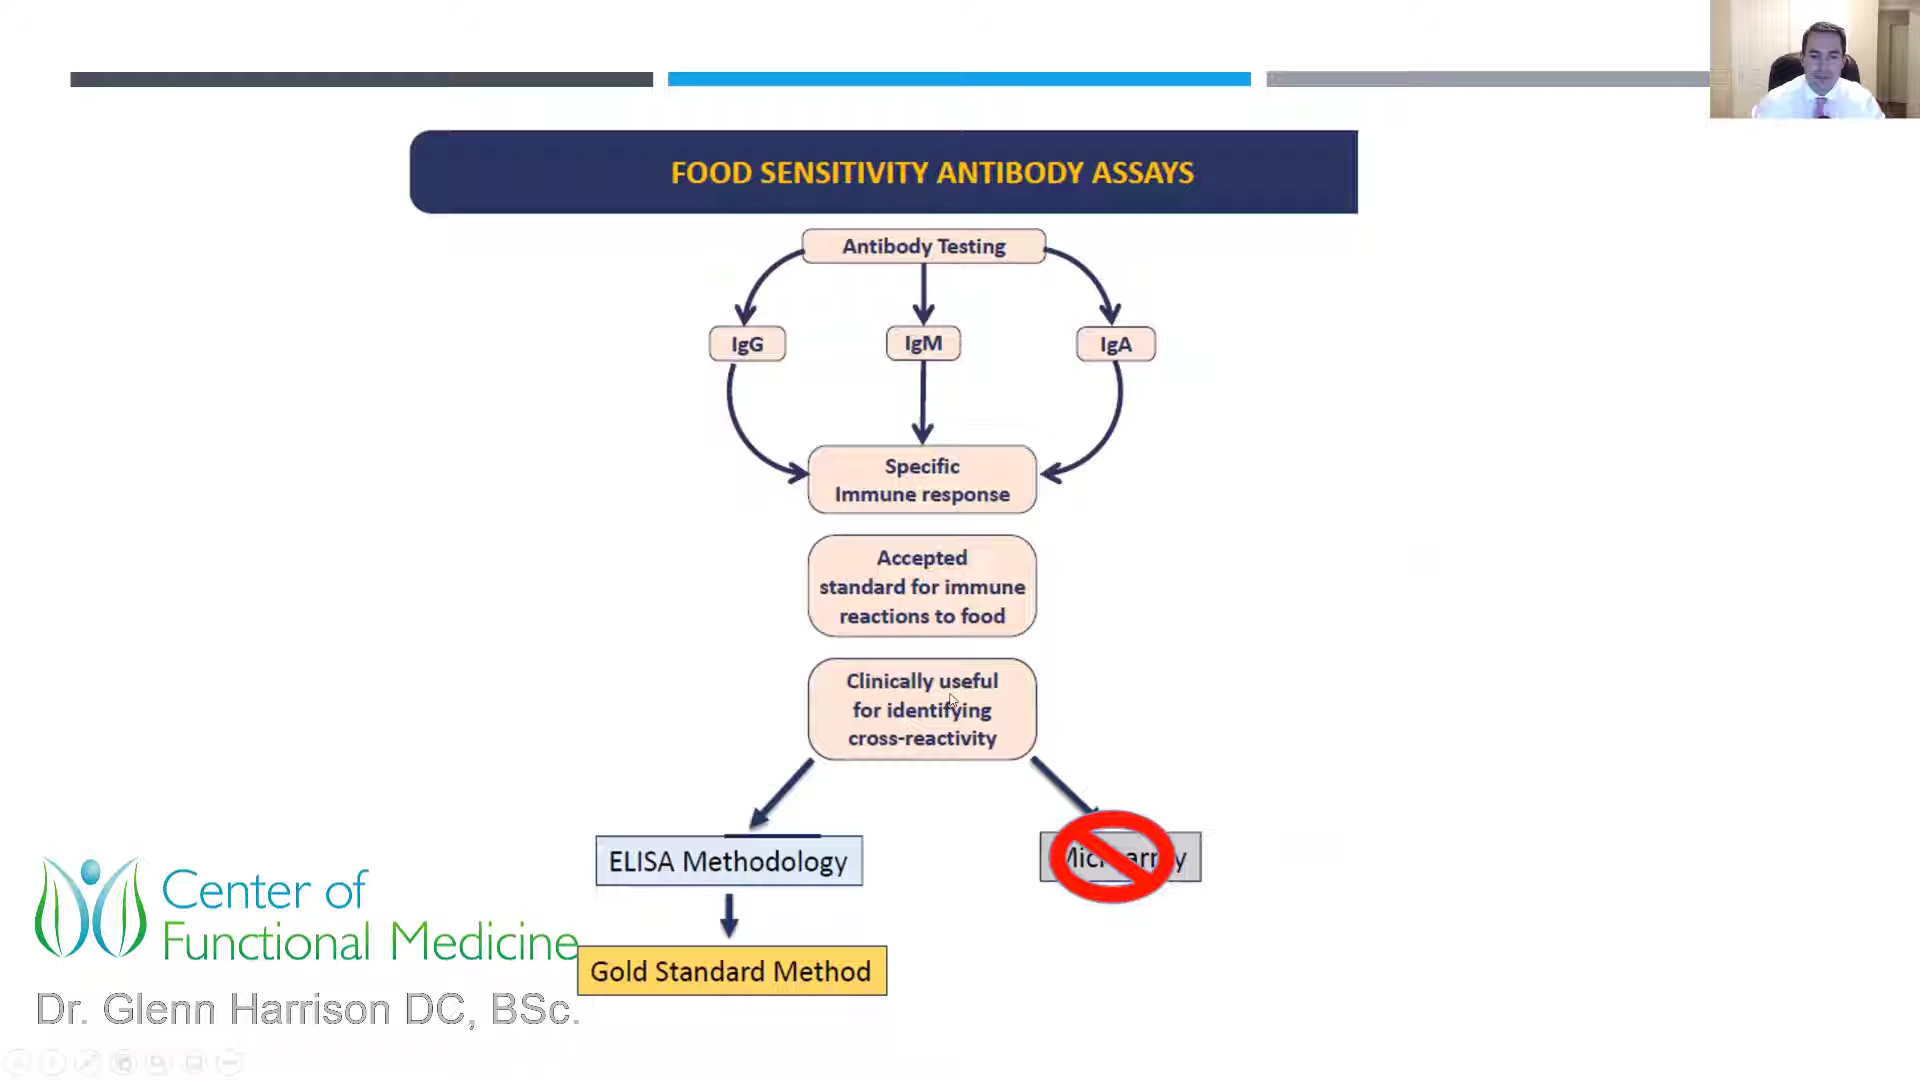 FOOD SENSITIVITY ANTIBODY ASSAYS
Antibody Testing
IgG
IgM
IgA
Specific
Immune response
Accepted
standard for immune
reactions to food
Clinically useful
for identifying
cross-reactivity
ELISA Methodology
Gold Standard Method
Center of
Functional Medicine
Dr. Glenn Harrison DC, BSc.